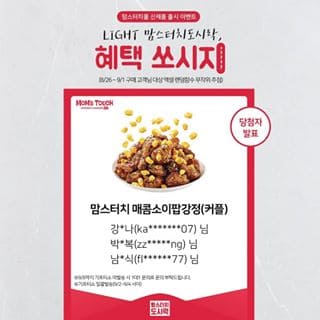 맘스터치몰 신제품 출시 이벤트
LIGHT 맘스터치도시락,
혜택 쏘시지
(8/26 ~ 9/1 구매 고객님 대상 엑셀 랜덤함수 무작위 추첨)
당첨자
발표
MOM'S TOUCH
맘스터치 매콤소이팝강정(커플)
강*나(ka*******07) 님
박*복(zz*****ng) 님
남*식(fi******77) 님
맘스터치
도시락